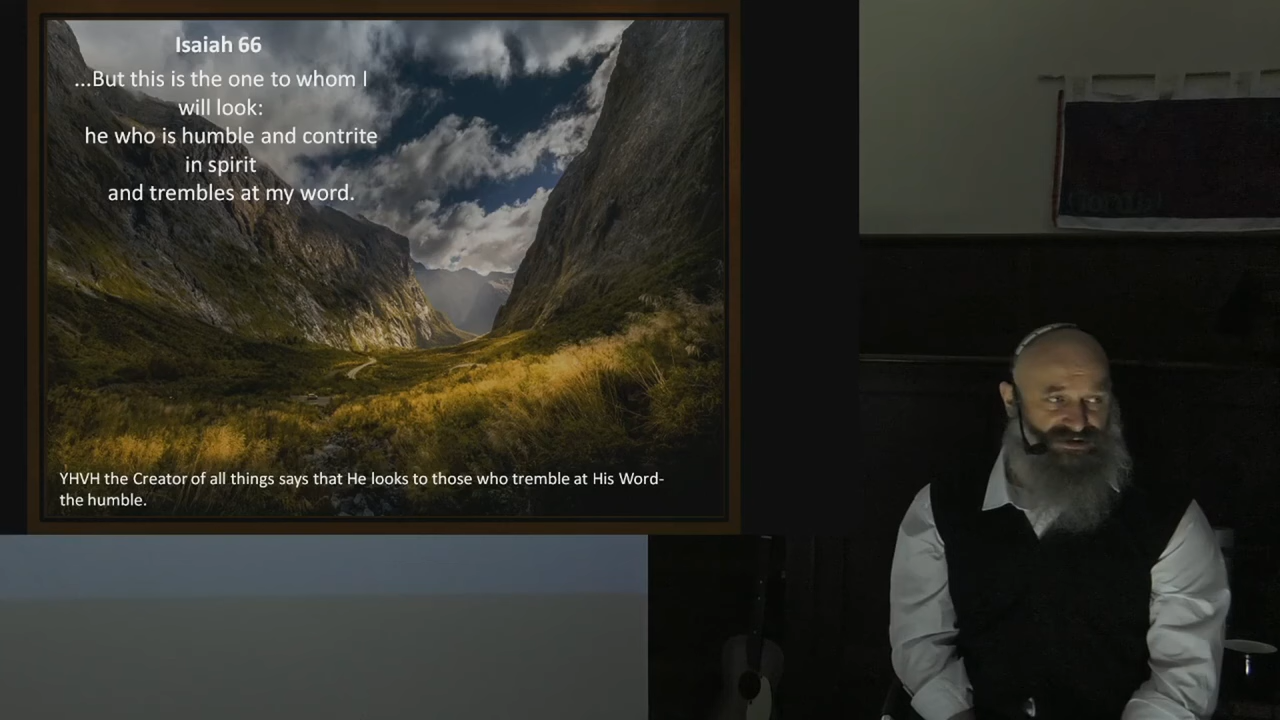 Isaiah 66
...But this is the one to whom I
will look:
he who is humble and contrite
in spirit
and trembles at my word.
YHVH the Creator of all things says that He looks to those who tremble at His Word-
the humble.